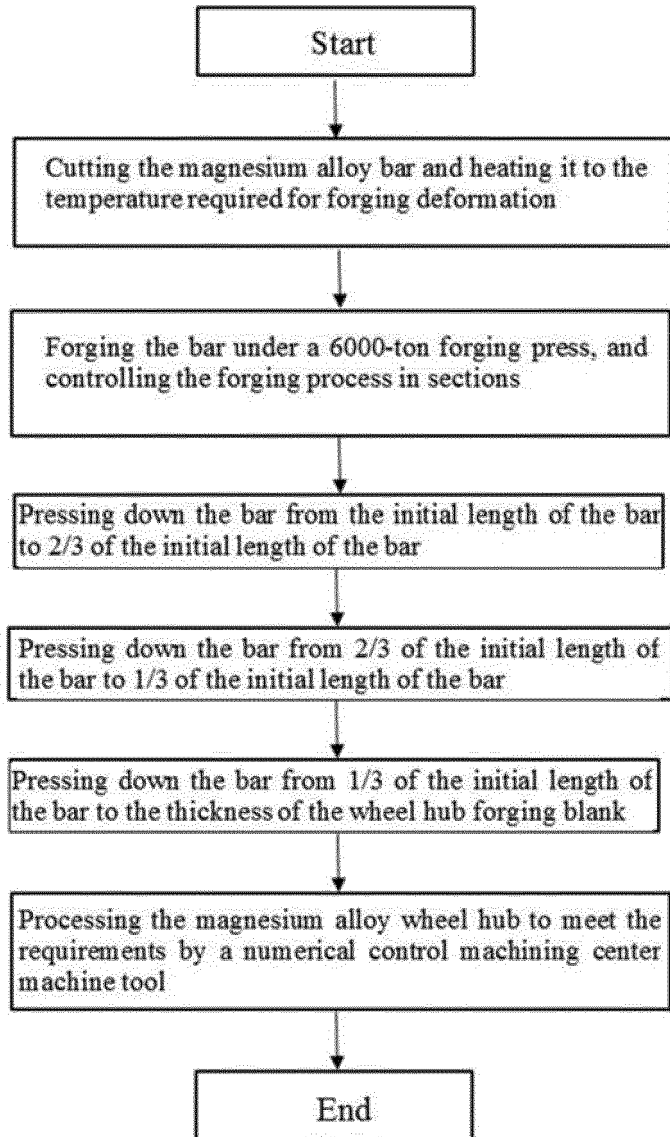 Start
Cutting the magnesium alloy bar and heating it to the
temperature required for forging deformation
Forging the bar under a 6000-ton forging press, and
controlling the forging process in sections
Pressing down the bar from the initial length of the bar
to 2/3 of the initial length of the bar
Pressing down the bar from 2/3 of the initial length of
the bar to 1/3 of the initial length of the bar
Pressing down the bar from 1/3 of the initial length of
the bar to the thickness of the wheel hub forging blank
Processing the magnesium alloy wheel hub to meet the
requirements by a numerical control machining center
machine tool
End